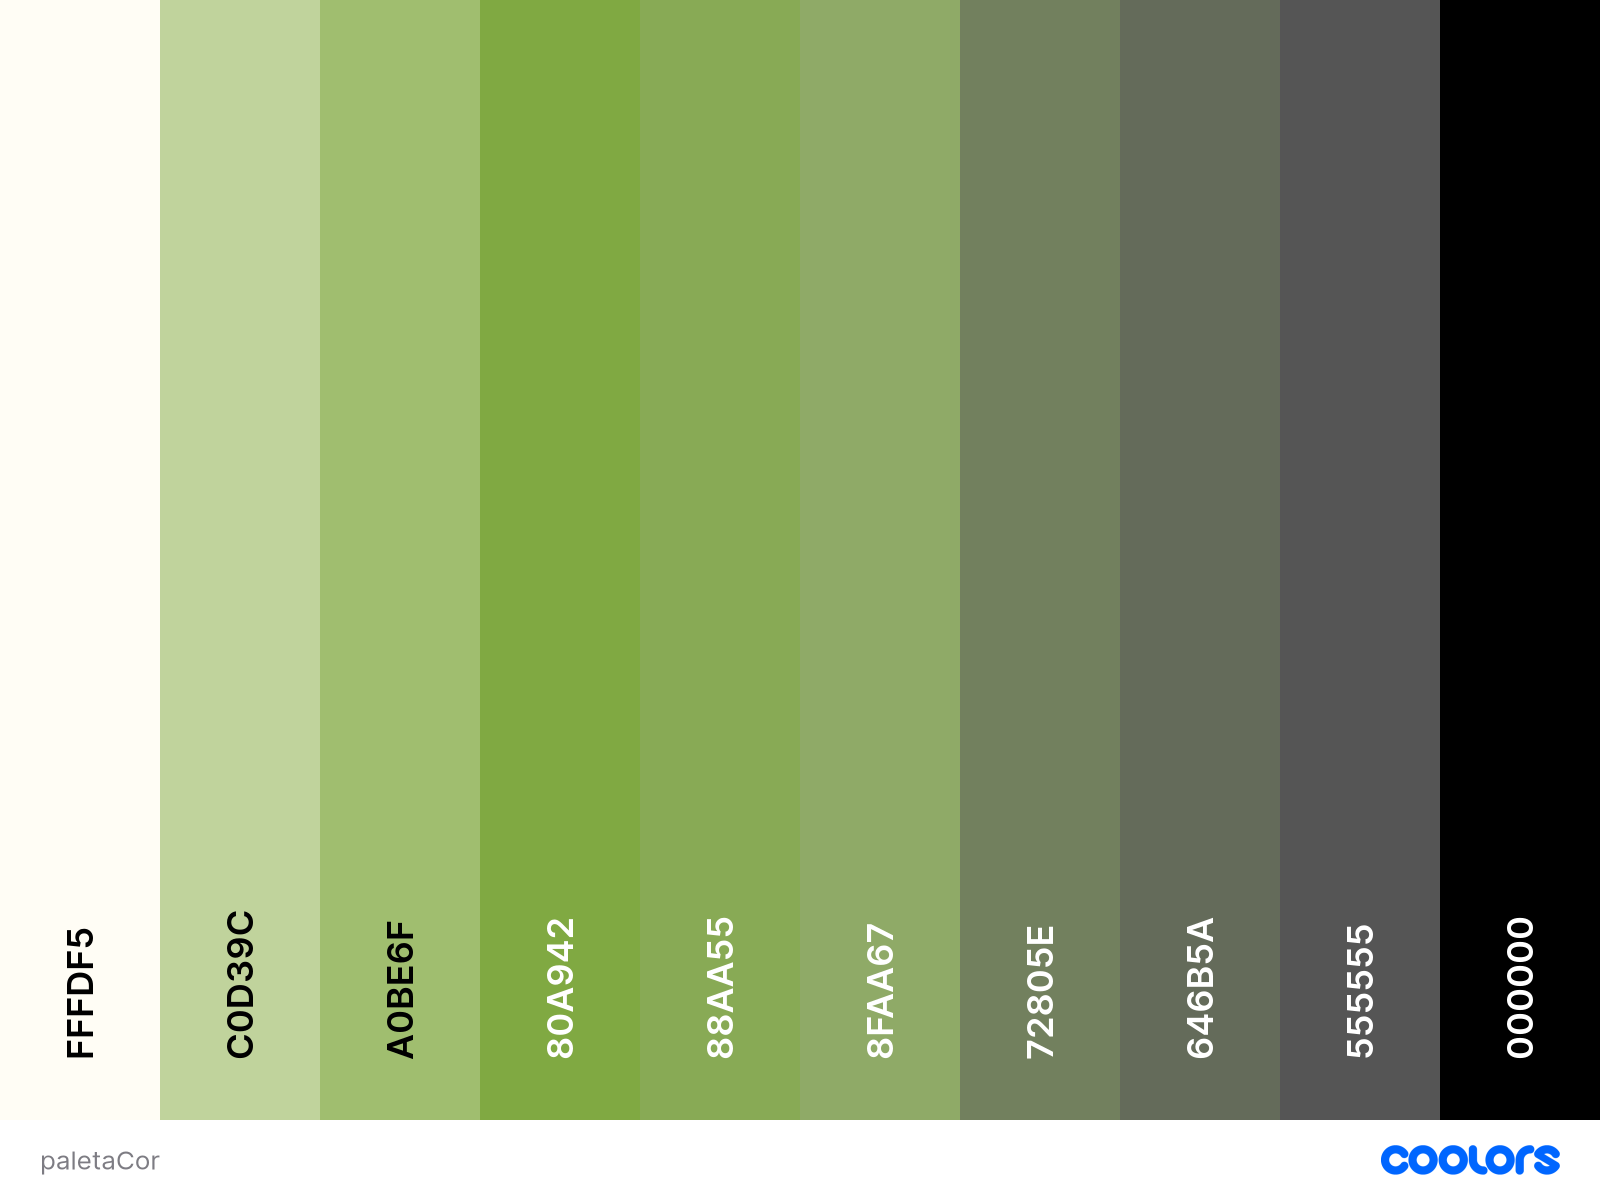 FFFDF5
C0D39C
A0BE6F
80A942
88AA55
8FAA67
72805E
646B5A
555555
000000
paletaCor
coolors